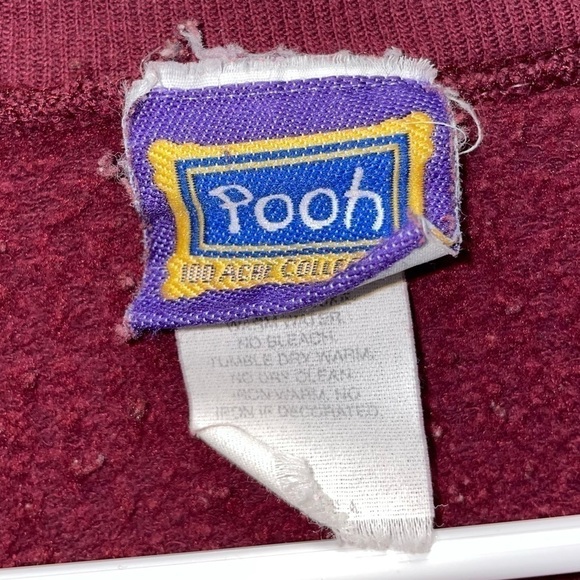 Pooh
100 ACRE COLLE
WARM WATER.
NO BLEACH.
TUMBLE DRY WARM.
NO DRY CLEAN.
IRON WARM. NO
IRON IF DECORATED.